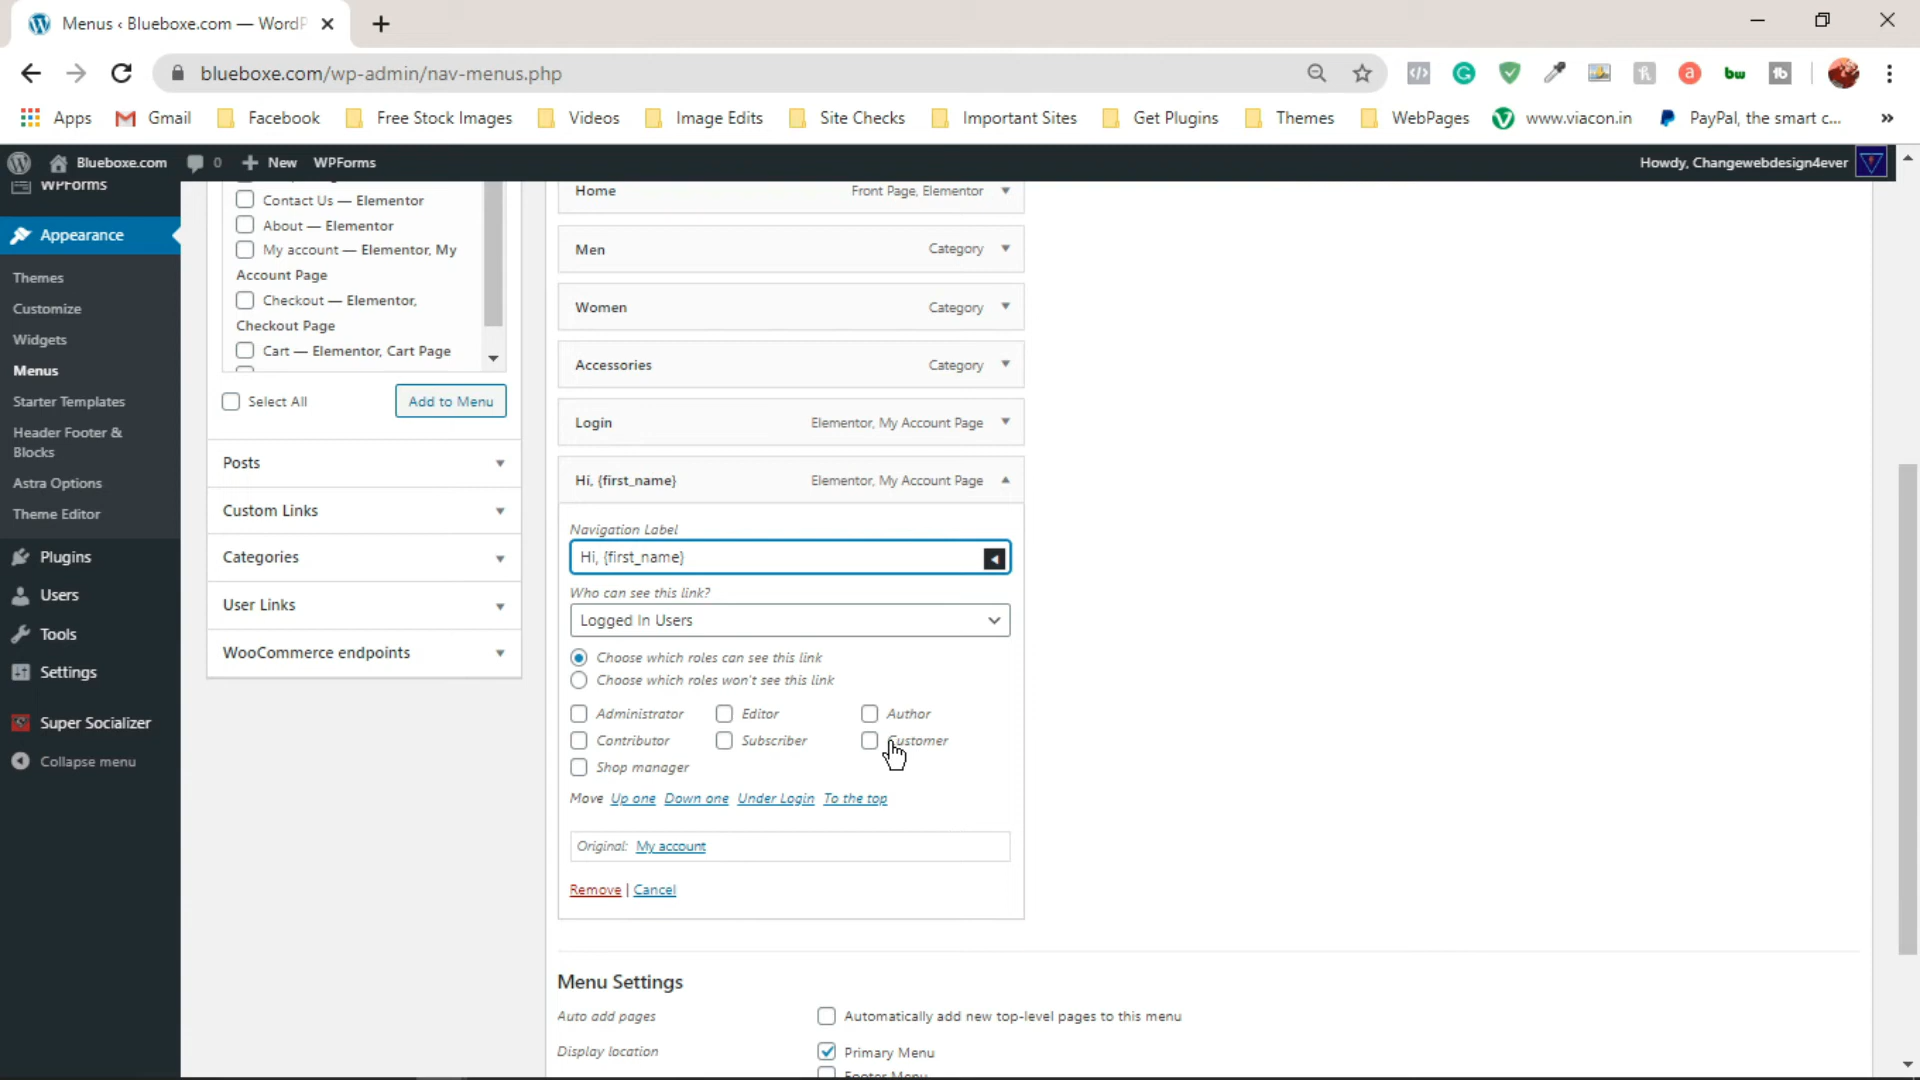 Menus ‹ Blueboxe.com — WordP
blueboxe.com/wp-admin/nav-menus.php
Apps
Gmail
Facebook
Free Stock Images
Videos
Image Edits
Site Checks
Important Sites
Get Plugins
Themes
WebPages
www.viacon.in
PayPal, the smart c...
»
Blueboxe.com
0
New
WPForms
Howdy, Changewebdesign4ever
WPForms
Appearance
Themes
Customize
Widgets
Menus
Starter Templates
Header Footer &
Blocks
Astra Options
Theme Editor
Plugins
Users
Tools
Settings
Super Socializer
Collapse menu
Contact Us — Elementor
About — Elementor
My account — Elementor, My
Account Page
Checkout — Elementor,
Checkout Page
Cart — Elementor, Cart Page
Select All
Add to Menu
Posts
Custom Links
Categories
User Links
WooCommerce endpoints
Home
Front Page, Elementor
Men
Category
Women
Category
Accessories
Category
Login
Elementor, My Account Page
Hi, {first_name}
Elementor, My Account Page
Navigation Label
Hi, {first_name}
Who can see this link?
Logged In Users
Choose which roles can see this link
Choose which roles won't see this link
Administrator
Editor
Author
Contributor
Subscriber
Customer
Shop manager
Move Up one Down one Under Login To the top
Original: My account
Remove | Cancel
Menu Settings
Auto add pages
Automatically add new top-level pages to this menu
Display location
Primary Menu
Footer Menu